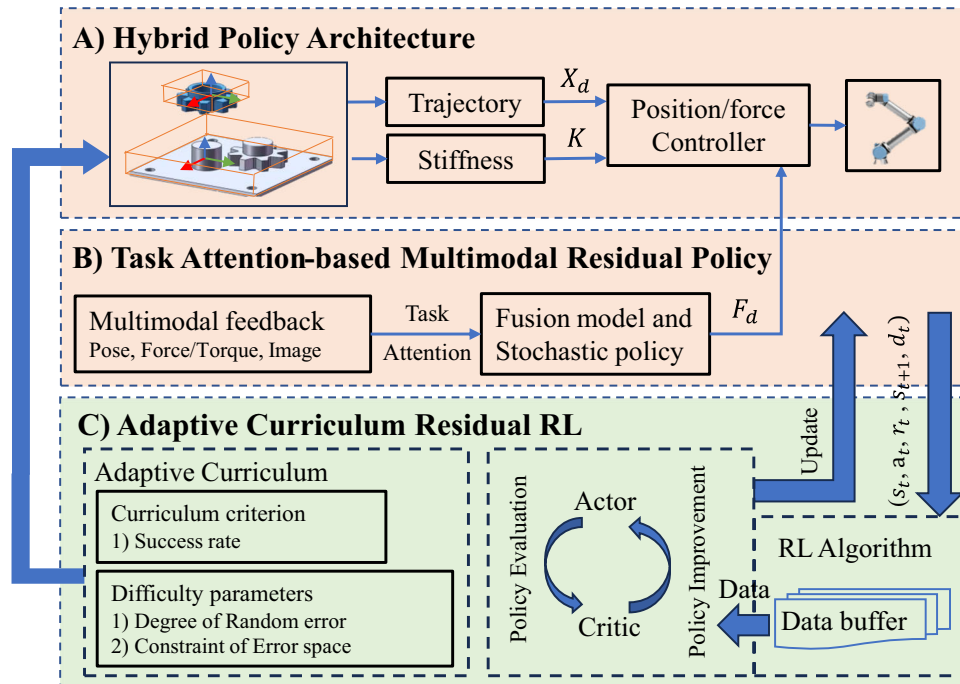 A) Hybrid Policy Architecture
Trajectory
X_d
Stiffness
K
Position/force
Controller
B) Task Attention-based Multimodal Residual Policy
Multimodal feedback
Pose, Force/Torque, Image
Task
Attention
Fusion model and
Stochastic policy
F_d
C) Adaptive Curriculum Residual RL
Adaptive Curriculum
Curriculum criterion
1) Success rate
Difficulty parameters
1) Degree of Random error
2) Constraint of Error space
Policy Evaluation
Actor
Critic
Policy Improvement
Update
(s_t, a_t, r_t, s_{t+1}, d_t)
RL Algorithm
Data
Data buffer